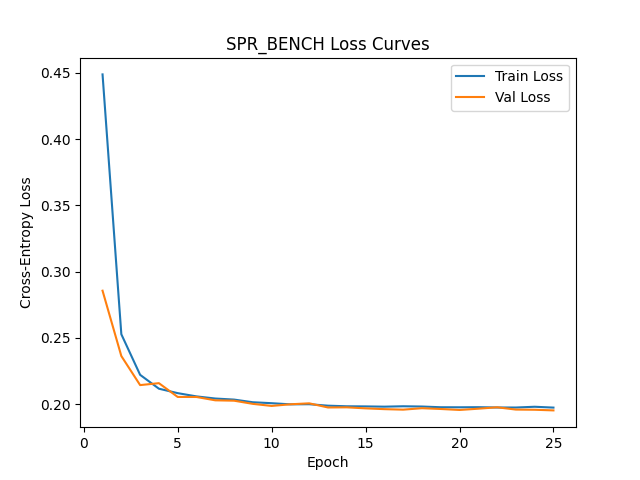 SPR_BENCH Loss Curves
Train Loss
Val Loss
Cross-Entropy Loss
0.45
0.40
0.35
0.30
0.25
0.20
0 5 10 15 20 25
Epoch